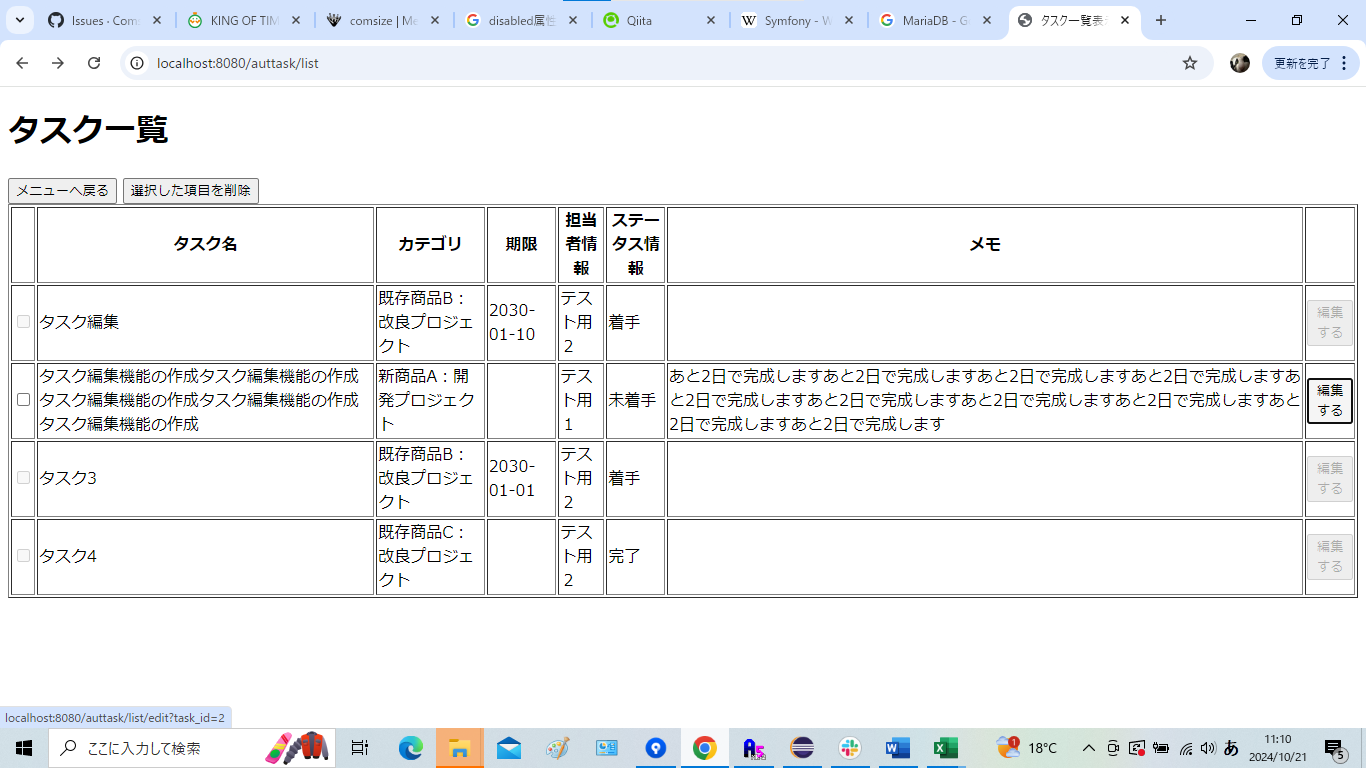 Issues · Com
KING OF TIM
comsize | Me
disabled属性
Qiita
Symfony - W
MariaDB - G
タスク一覧表
localhost:8080/auttask/list
更新を完了
タスク一覧
メニューへ戻る 選択した項目を削除
タスク名 カテゴリ 期限 担当者情報 ステータス情報 メモ
タスク編集 既存商品B：改良プロジェクト 2030-01-10 テスト用2 着手 編集する
タスク編集機能の作成タスク編集機能の作成
タスク編集機能の作成タスク編集機能の作成
タスク編集機能の作成
新商品A：開発プロジェクト
テスト用1
未着手
あと2日で完成しますあと2日で完成しますあと2日で完成しますあと2日で完成しますあ
と2日で完成しますあと2日で完成しますあと2日で完成しますあと2日で完成しますあと
2日で完成しますあと2日で完成します
編集する
タスク3 既存商品B：改良プロジェクト 2030-01-01 テスト用2 着手 編集する
タスク4 既存商品C：改良プロジェクト テスト用2 完了 編集する
localhost:8080/auttask/list/edit?task_id=2
ここに入力して検索
1
18°C
あ
11:10
2024/10/21
5